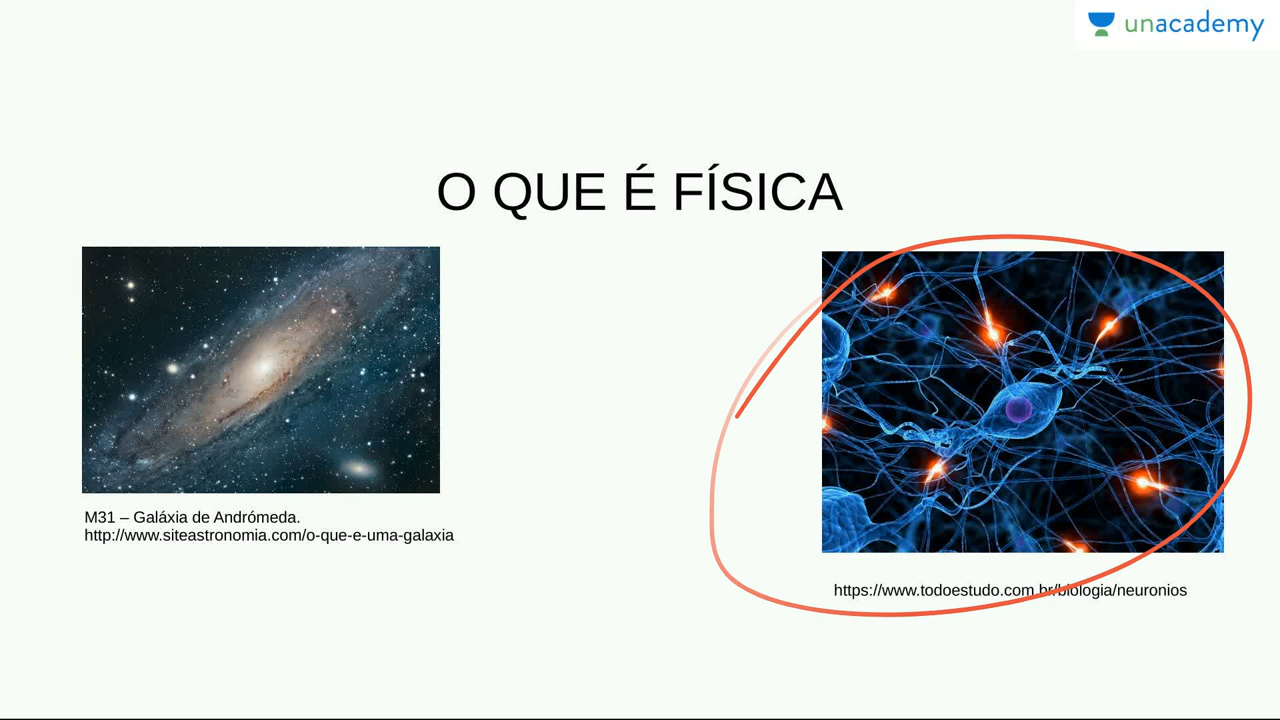 unacademy
O QUE É FÍSICA
M31 – Galáxia de Andrómeda.
http://www.siteastronomia.com/o-que-e-uma-galaxia
https://www.todoestudo.com.br/biologia/neuronios